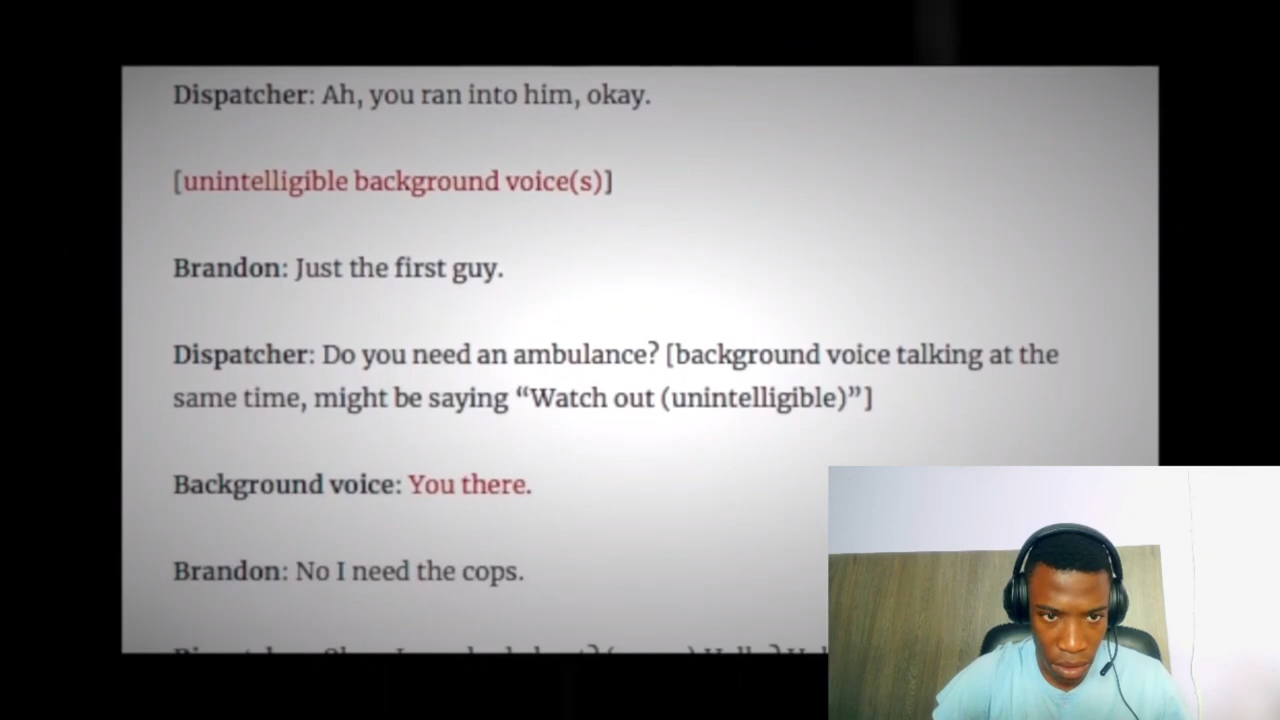 Dispatcher: Ah, you ran into him, okay.
[unintelligible background voice(s)]
Brandon: Just the first guy.
Dispatcher: Do you need an ambulance? [background voice talking at the
same time, might be saying “Watch out (unintelligible)”]
Background voice: You there.
Brandon: No I need the cops.